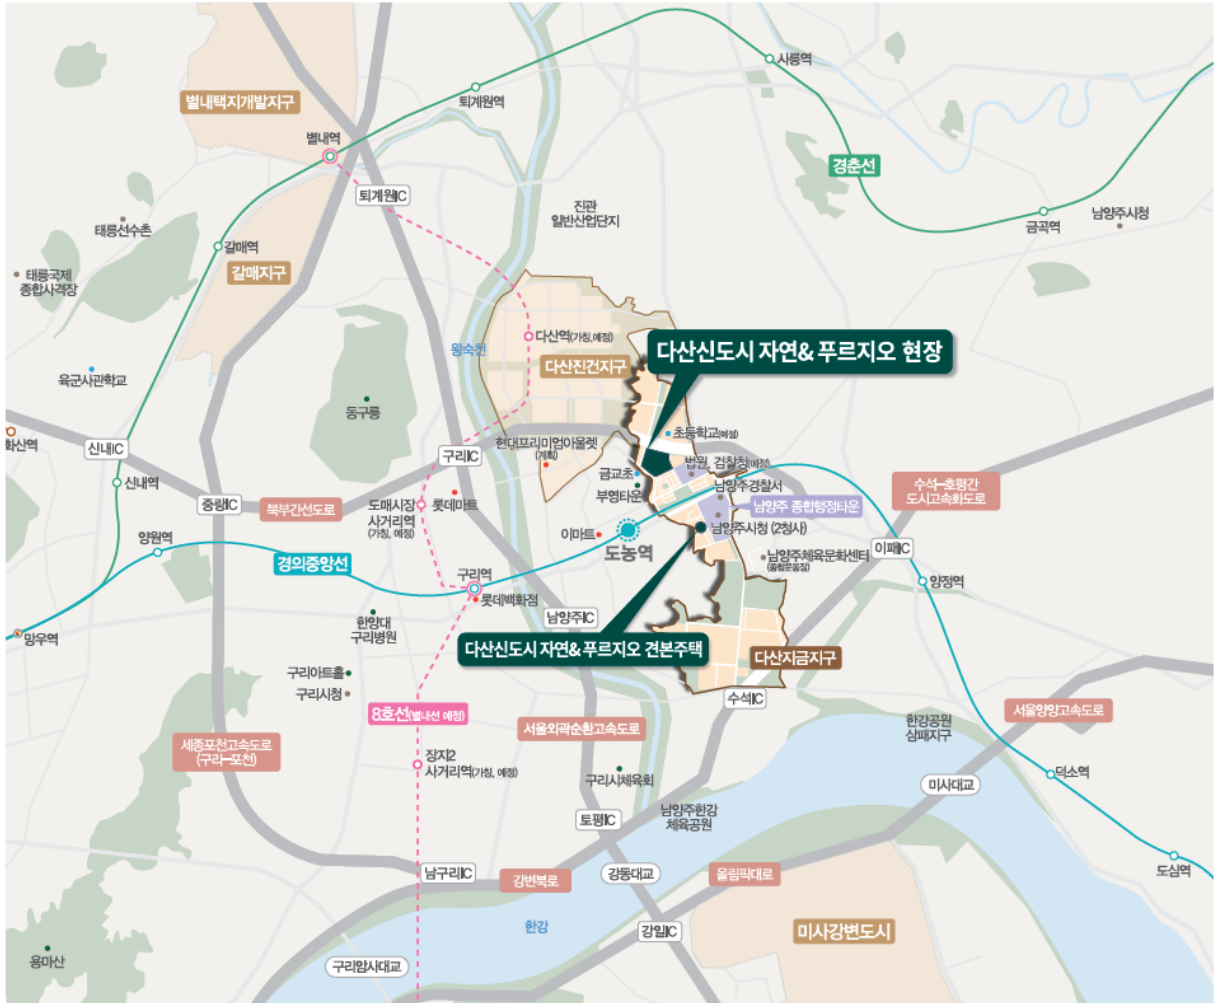 사릉역
퇴계원역
별내택지개발지구
별내역
경춘선
퇴계원IC
진관
일반산업단지
남양주시청
금곡역
태릉선수촌
갈매역
갈매지구
태릉국제
종합사격장
다산역(가칭,예정)
왕숙천
다산진건지구
다산신도시 자연& 푸르지오 현장
육군사관학교
동구릉
초등학교(예정)
화산역
신내IC
현대프리미엄아울렛
(계획)
구리IC
금교초
법원, 검찰청(예정)
신내역
부영타운
남양주경찰서
수석-호평간
도시고속화도로
중랑IC
북부간선도로
도매시장
사거리역
(가칭, 예정)
롯데마트
남양주 종합행정타운
양원역
이마트
도농역
남양주시청 (2청사)
이패IC
경의중앙선
남양주체육문화센터
(종합운동장)
구리역
롯데백화점
양정역
한양대
구리병원
남양주IC
망우역
다산신도시 자연& 푸르지오 견본주택
다산지금지구
구리아트홀
구리시청
수석IC
8호선(별내선 예정)
서울외곽순환고속도로
한강공원
삼패지구
서울양양고속도로
세종포천고속도로
(구리-포천)
장자2
사거리역(가칭, 예정)
구리시체육회
덕소역
미사대교
남양주한강
체육공원
토평IC
남구리IC
강변북로
강동대교
올림픽대로
도심역
한강
강일IC
미사강변도시
용마산
구리암사대교